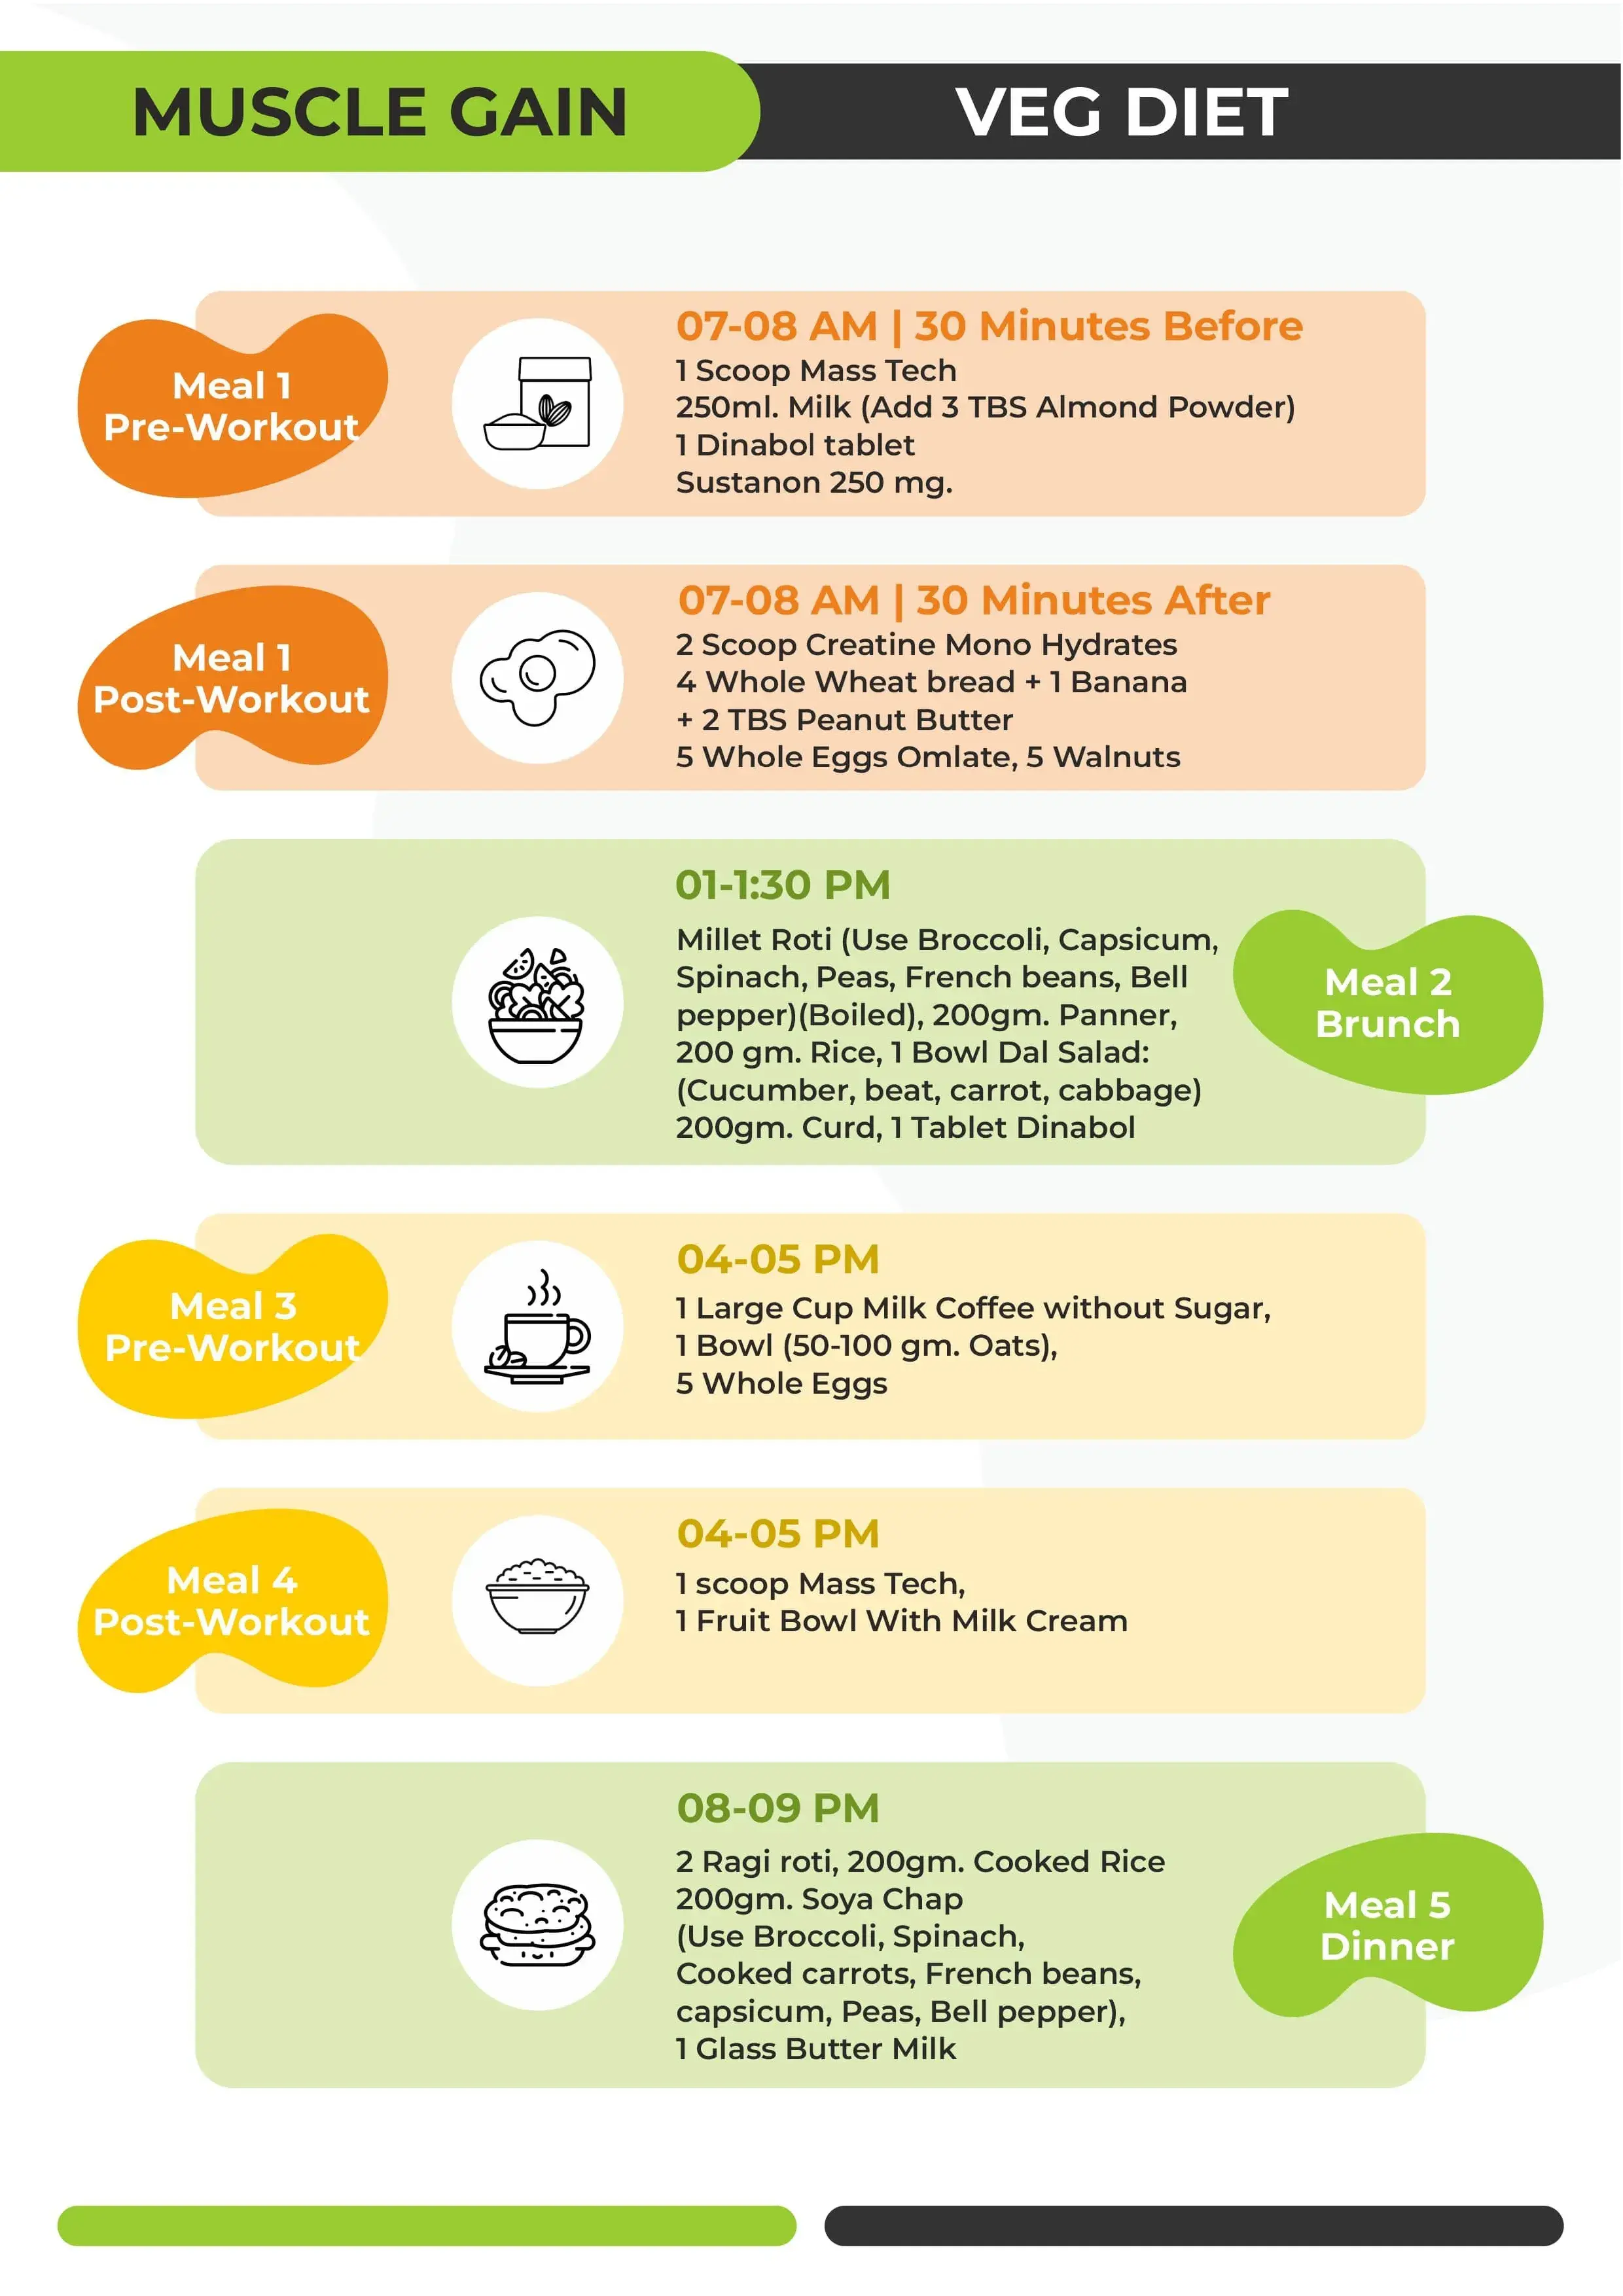 MUSCLE GAIN
VEG DIET
Meal 1
Pre-Workout
07-08 AM | 30 Minutes Before
1 Scoop Mass Tech
250ml. Milk (Add 3 TBS Almond Powder)
1 Dinabol tablet
Sustanon 250 mg.
Meal 1
Post-Workout
07-08 AM | 30 Minutes After
2 Scoop Creatine Mono Hydrates
4 Whole Wheat bread + 1 Banana
+ 2 TBS Peanut Butter
5 Whole Eggs Omlate, 5 Walnuts
01-1:30 PM
Millet Roti (Use Broccoli, Capsicum,
Spinach, Peas, French beans, Bell
pepper)(Boiled), 200gm. Panner,
200 gm. Rice, 1 Bowl Dal Salad:
(Cucumber, beat, carrot, cabbage)
200gm. Curd, 1 Tablet Dinabol
Meal 2
Brunch
Meal 3
Pre-Workout
04-05 PM
1 Large Cup Milk Coffee without Sugar,
1 Bowl (50-100 gm. Oats),
5 Whole Eggs
Meal 4
Post-Workout
04-05 PM
1 scoop Mass Tech,
1 Fruit Bowl With Milk Cream
08-09 PM
2 Ragi roti, 200gm. Cooked Rice
200gm. Soya Chap
(Use Broccoli, Spinach,
Cooked carrots, French beans,
capsicum, Peas, Bell pepper),
1 Glass Butter Milk
Meal 5
Dinner